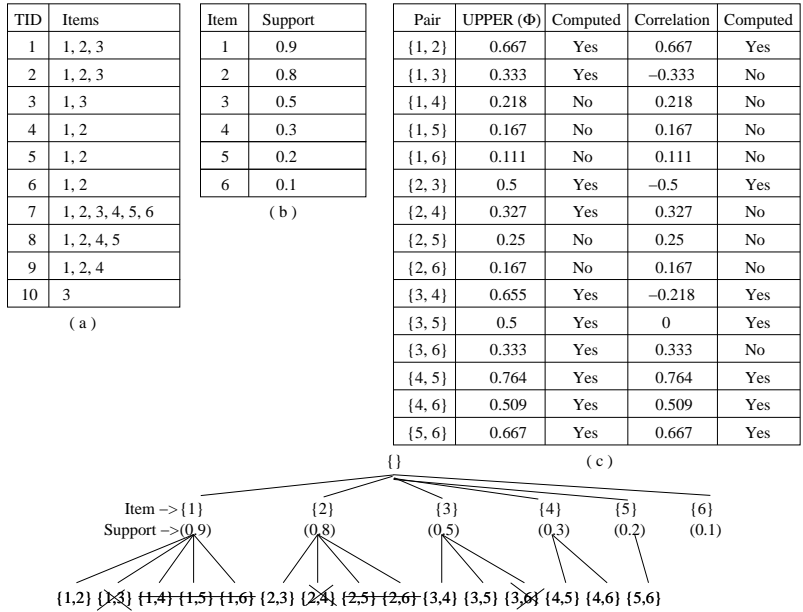 TID Items
1 1, 2, 3
2 1, 2, 3
3 1, 3
4 1, 2
5 1, 2
6 1, 2
7 1, 2, 3, 4, 5, 6
8 1, 2, 4, 5
9 1, 2, 4
10 3
( a )
Item Support
1 0.9
2 0.8
3 0.5
4 0.3
5 0.2
6 0.1
( b )
Pair UPPER (Φ) Computed Correlation Computed
{1, 2} 0.667 Yes 0.667 Yes
{1, 3} 0.333 Yes −0.333 No
{1, 4} 0.218 No 0.218 No
{1, 5} 0.167 No 0.167 No
{1, 6} 0.111 No 0.111 No
{2, 3} 0.5 Yes −0.5 Yes
{2, 4} 0.327 Yes 0.327 No
{2, 5} 0.25 No 0.25 No
{2, 6} 0.167 No 0.167 No
{3, 4} 0.655 Yes −0.218 Yes
{3, 5} 0.5 Yes 0 Yes
{3, 6} 0.333 Yes 0.333 No
{4, 5} 0.764 Yes 0.764 Yes
{4, 6} 0.509 Yes 0.509 Yes
{5, 6} 0.667 Yes 0.667 Yes
( c )
{}
Item −>{1} {2} {3} {4} {5} {6}
Support −>(0.9) (0.8) (0.5) (0.3) (0.2) (0.1)
{1,2} {1,3} {1,4} {1,5} {1,6} {2,3} {2,4} {2,5} {2,6} {3,4} {3,5} {3,6} {4,5} {4,6} {5,6}